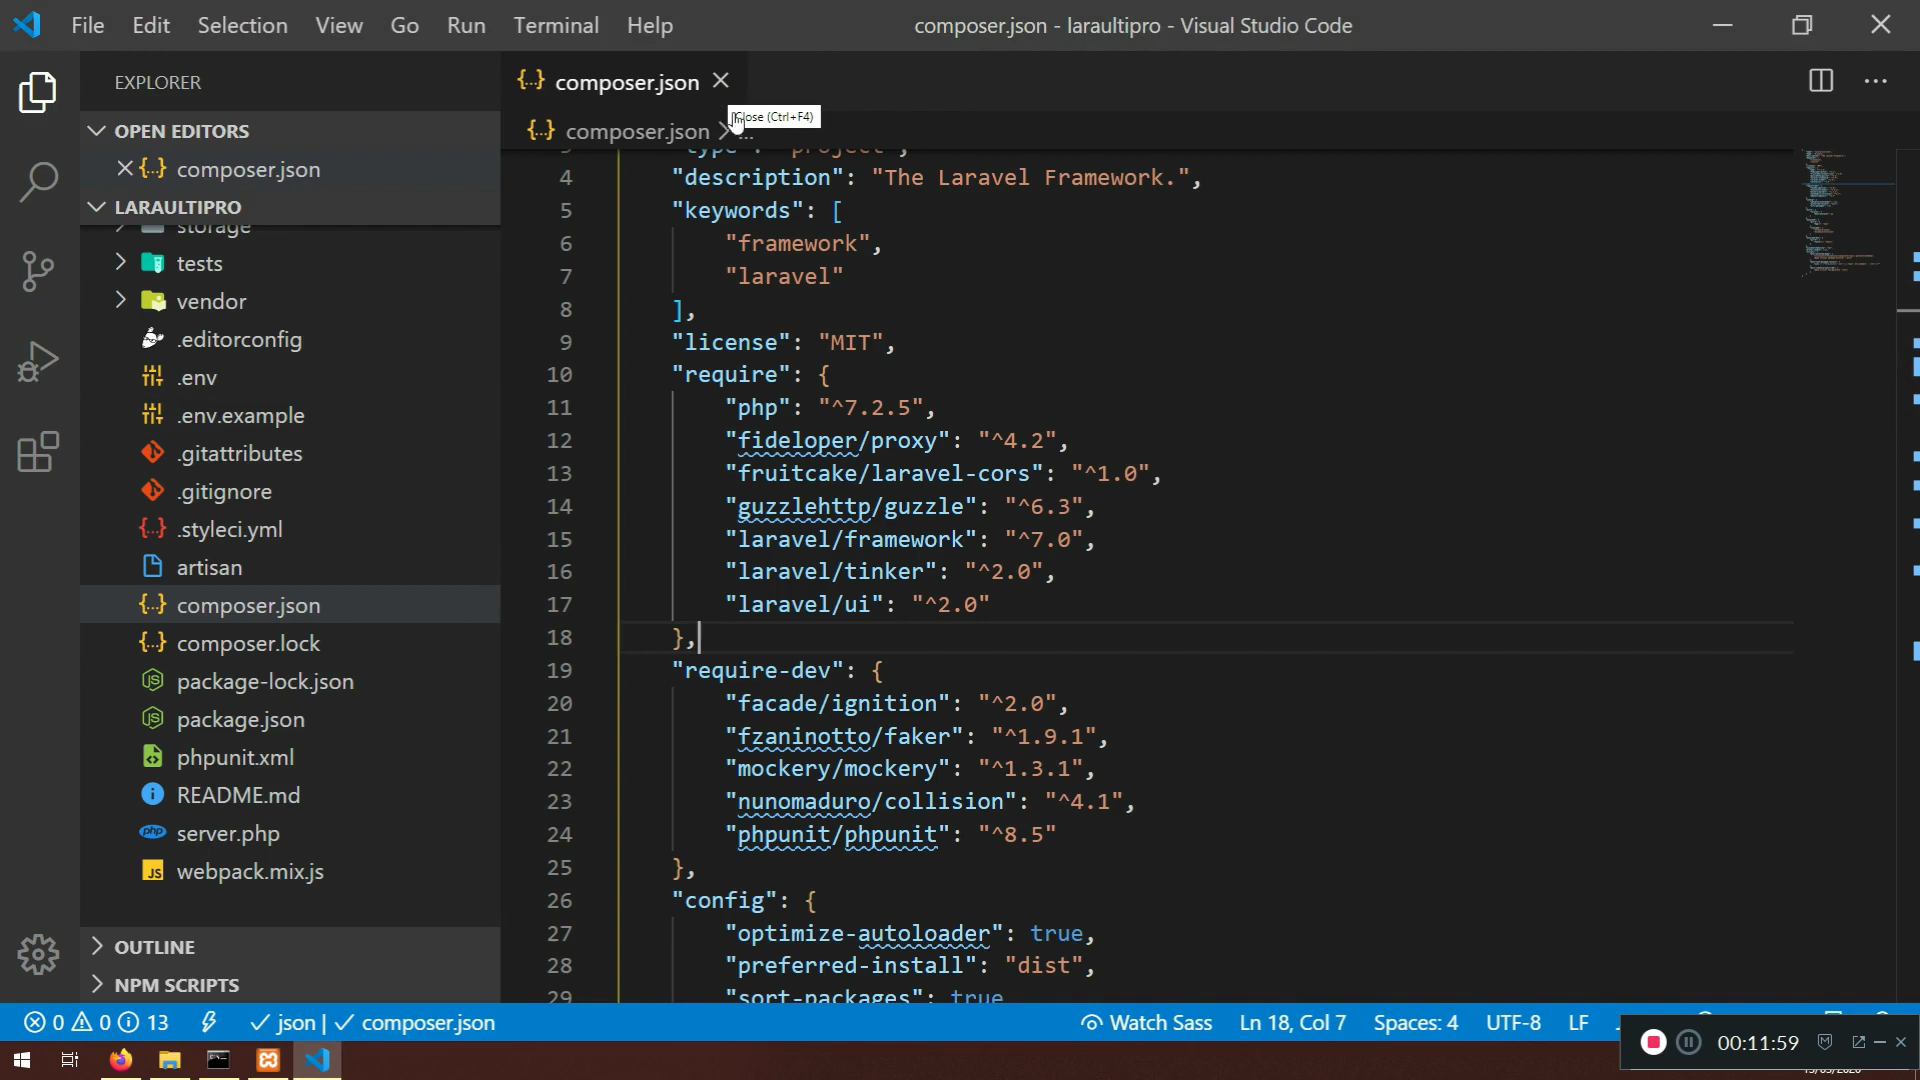 File Edit Selection View Go Run Terminal Help
composer.json - laraultipro - Visual Studio Code
EXPLORER
OPEN EDITORS
composer.json
LARAULTIPRO
storage
tests
vendor
.editorconfig
.env
.env.example
.gitattributes
.gitignore
.styleci.yml
artisan
composer.json
composer.lock
package-lock.json
package.json
phpunit.xml
README.md
server.php
webpack.mix.js
OUTLINE
NPM SCRIPTS
composer.json
Close (Ctrl+F4)
composer.json > ...
3 "type": "project",
4 "description": "The Laravel Framework.",
5 "keywords": [
6 "framework",
7 "laravel"
8 ],
9 "license": "MIT",
10 "require": {
11 "php": "^7.2.5",
12 "fideloper/proxy": "^4.2",
13 "fruitcake/laravel-cors": "^1.0",
14 "guzzlehttp/guzzle": "^6.3",
15 "laravel/framework": "^7.0",
16 "laravel/tinker": "^2.0",
17 "laravel/ui": "^2.0"
18 },
19 "require-dev": {
20 "facade/ignition": "^2.0",
21 "fzaninotto/faker": "^1.9.1",
22 "mockery/mockery": "^1.3.1",
23 "nunomaduro/collision": "^4.1",
24 "phpunit/phpunit": "^8.5"
25 },
26 "config": {
27 "optimize-autoloader": true,
28 "preferred-install": "dist",
29 "sort-packages": true
0 0 13 json | composer.json Watch Sass Ln 18, Col 7 Spaces: 4 UTF-8 LF
00:11:59